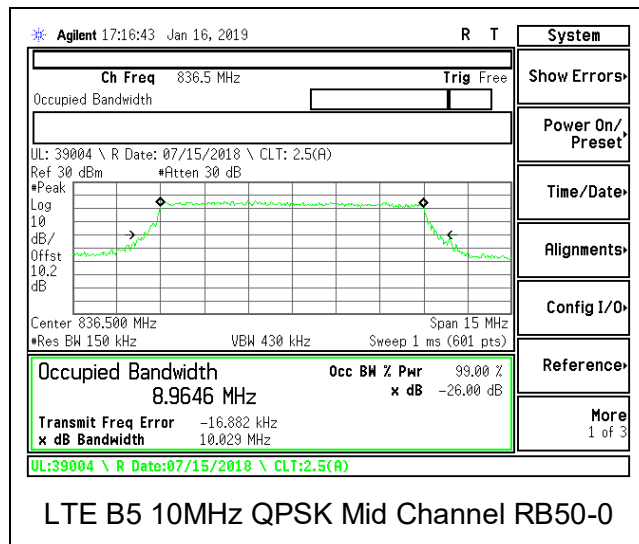 Agilent 17:16:43 Jan 16, 2019 R T
System
Ch Freq 836.5 MHz Trig Free
Show Errors
Occupied Bandwidth
Power On/
Preset
UL: 39004 \ R Date: 07/15/2018 \ CLT: 2.5(A)
Ref 30 dBm #Atten 30 dB
#Peak
Log
10
dB/
Offst
10.2
dB
Time/Date
Alignments
Config I/O
Center 836.500 MHz Span 15 MHz
#Res BW 150 kHz VBW 430 kHz Sweep 1 ms (601 pts)
Occupied Bandwidth Occ BW % Pwr 99.00 %
8.9646 MHz x dB -26.00 dB
Reference
Transmit Freq Error -16.882 kHz
x dB Bandwidth 10.029 MHz
More
1 of 3
UL:39004 \ R Date:07/15/2018 \ CLT:2.5(A)
LTE B5 10MHz QPSK Mid Channel RB50-0